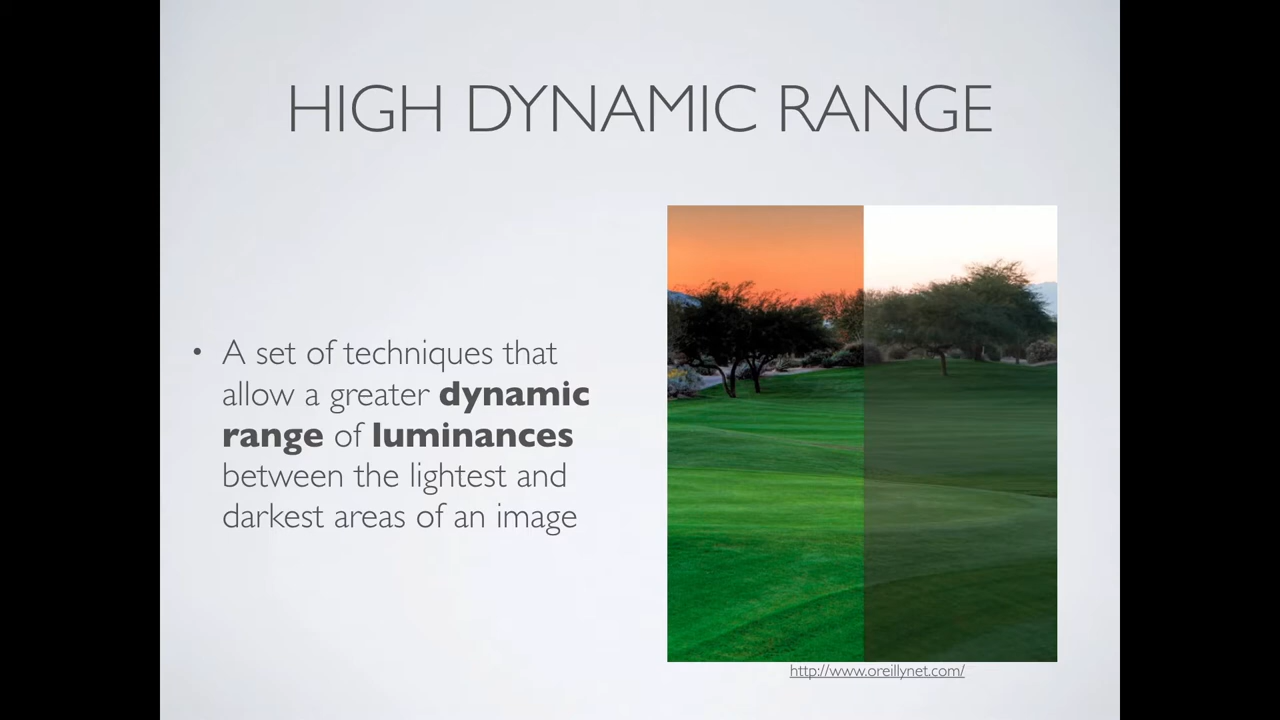 HIGH DYNAMIC RANGE
• A set of techniques that
allow a greater dynamic
range of luminances
between the lightest and
darkest areas of an image
http://www.oreillynet.com/